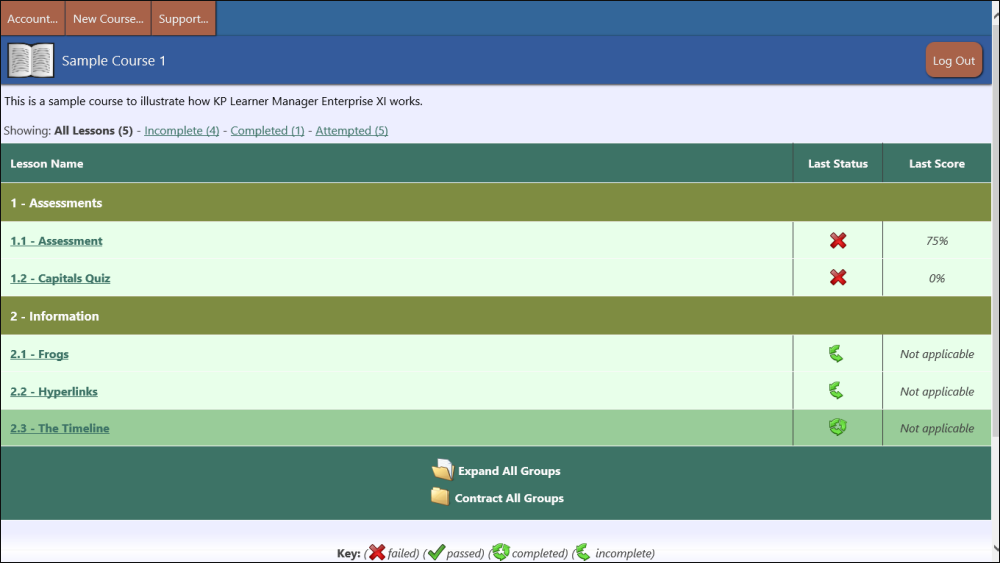 Account... New Course... Support...
Sample Course 1 Log Out
This is a sample course to illustrate how KP Learner Manager Enterprise XI works.
Showing: All Lessons (5) - Incomplete (4) - Completed (1) - Attempted (5)
Lesson Name Last Status Last Score
1 - Assessments
1.1 - Assessment 75%
1.2 - Capitals Quiz 0%
2 - Information
2.1 - Frogs Not applicable
2.2 - Hyperlinks Not applicable
2.3 - The Timeline Not applicable
Expand All Groups
Contract All Groups
Key: ( failed) ( passed) ( completed) ( incomplete)